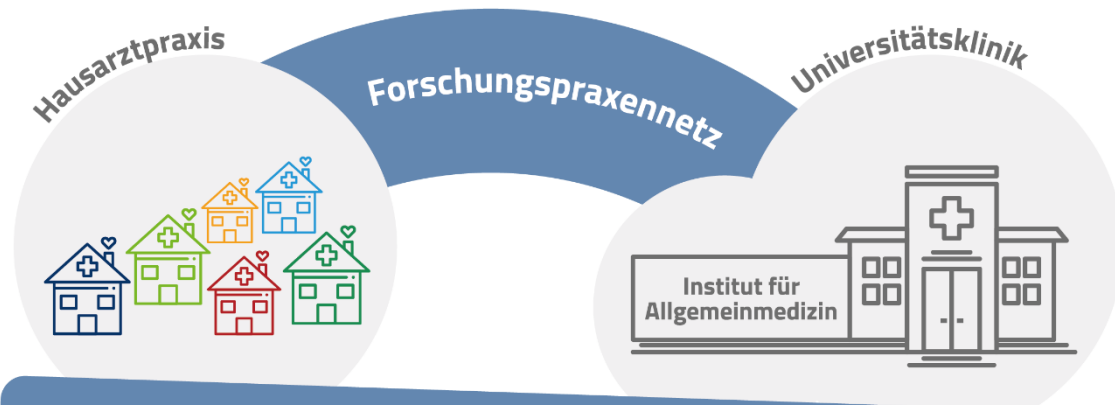 Hausarztpraxis
Forschungspraxennetz
Universitätsklinik
Institut für
Allgemeinmedizin